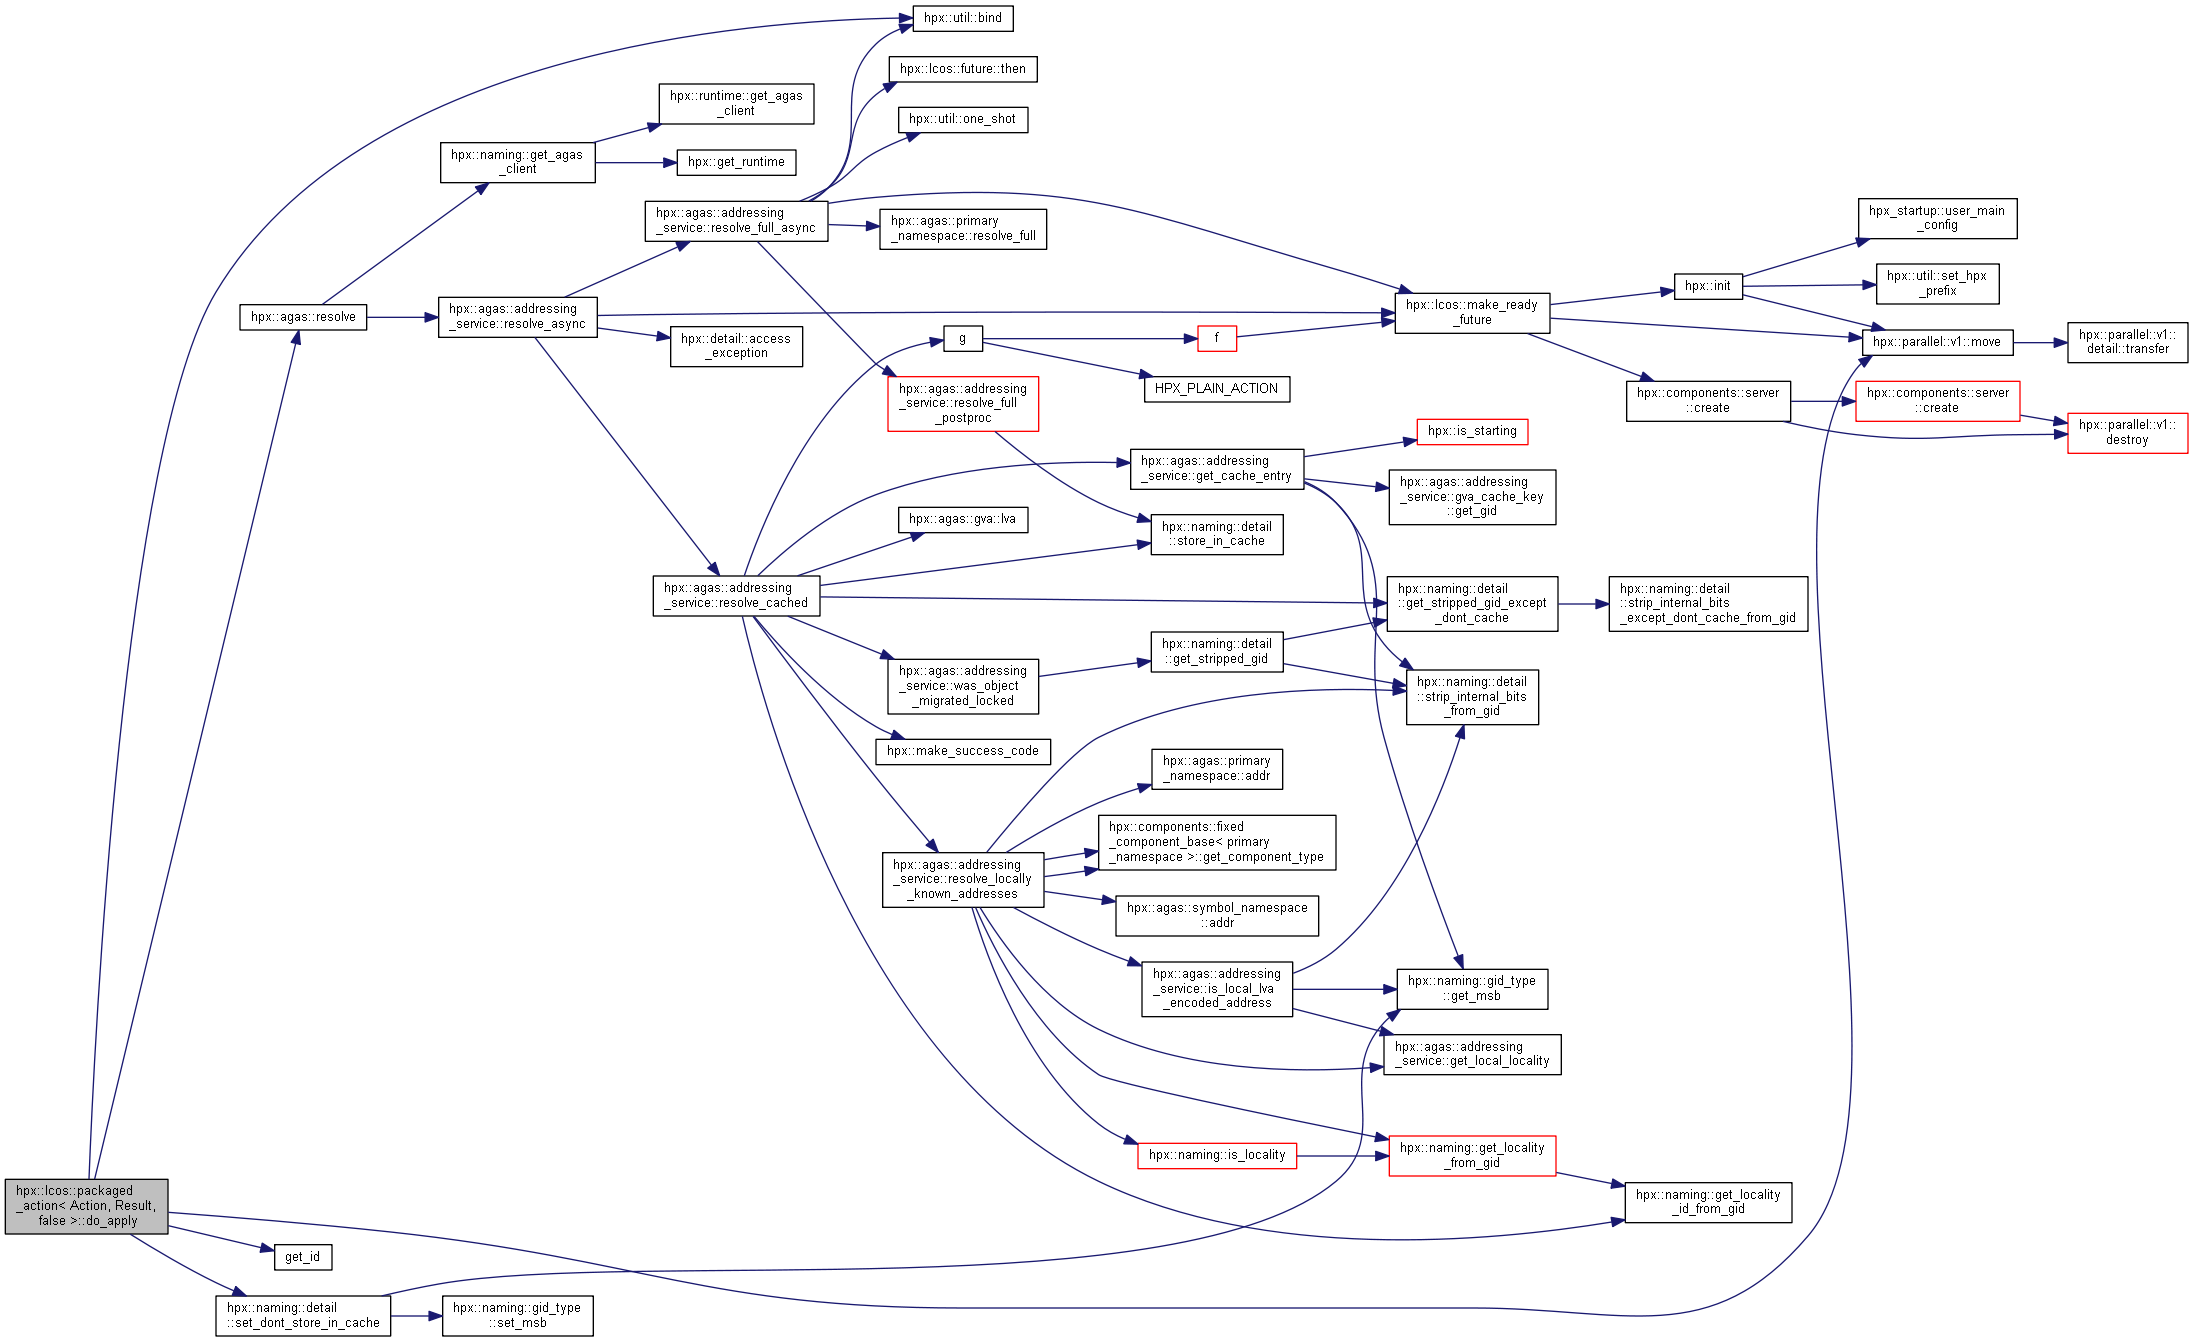 hpx::util::bind
hpx::lcos::future::then
hpx::runtime::get_agas
_client
hpx::util::one_shot
hpx::naming::get_agas
_client
hpx::get_runtime
hpx::agas::addressing
_service::resolve_full_async
hpx::agas::primary
_namespace::resolve_full
hpx_startup::user_main
_config
hpx::util::set_hpx
_prefix
hpx::init
hpx::agas::resolve
hpx::agas::addressing
_service::resolve_async
hpx::lcos::make_ready
_future
hpx::detail::access
_exception
g
f
hpx::parallel::v1::move
hpx::parallel::v1::
detail::transfer
HPX_PLAIN_ACTION
hpx::agas::addressing
_service::resolve_full
_postproc
hpx::components::server
::create
hpx::components::server
::create
hpx::parallel::v1::
destroy
hpx::is_starting
hpx::agas::addressing
_service::get_cache_entry
hpx::agas::addressing
_service::gva_cache_key
::get_gid
hpx::agas::gva::lva
hpx::naming::detail
::store_in_cache
hpx::agas::addressing
_service::resolve_cached
hpx::naming::detail
::get_stripped_gid_except
_dont_cache
hpx::naming::detail
::strip_internal_bits
_except_dont_cache_from_gid
hpx::naming::detail
::get_stripped_gid
hpx::agas::addressing
_service::was_object
_migrated_locked
hpx::naming::detail
::strip_internal_bits
_from_gid
hpx::make_success_code
hpx::agas::primary
_namespace::addr
hpx::components::fixed
_component_base< primary
_namespace >::get_component_type
hpx::agas::addressing
_service::resolve_locally
_known_addresses
hpx::agas::symbol_namespace
::addr
hpx::agas::addressing
_service::is_local_lva
_encoded_address
hpx::naming::gid_type
::get_msb
hpx::agas::addressing
_service::get_local_locality
hpx::naming::is_locality
hpx::naming::get_locality
_from_gid
hpx::naming::get_locality
_id_from_gid
hpx::lcos::packaged
_action< Action, Result,
false >::do_apply
get_id
hpx::naming::detail
::set_dont_store_in_cache
hpx::naming::gid_type
::set_msb